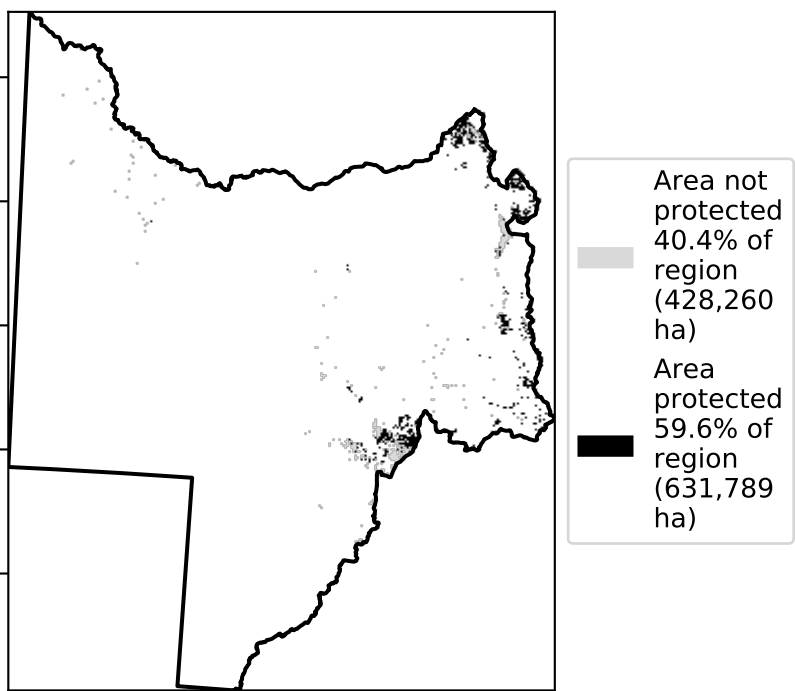 Area not
protected
40.4% of
region
(428,260
ha)
Area
protected
59.6% of
region
(631,789
ha)